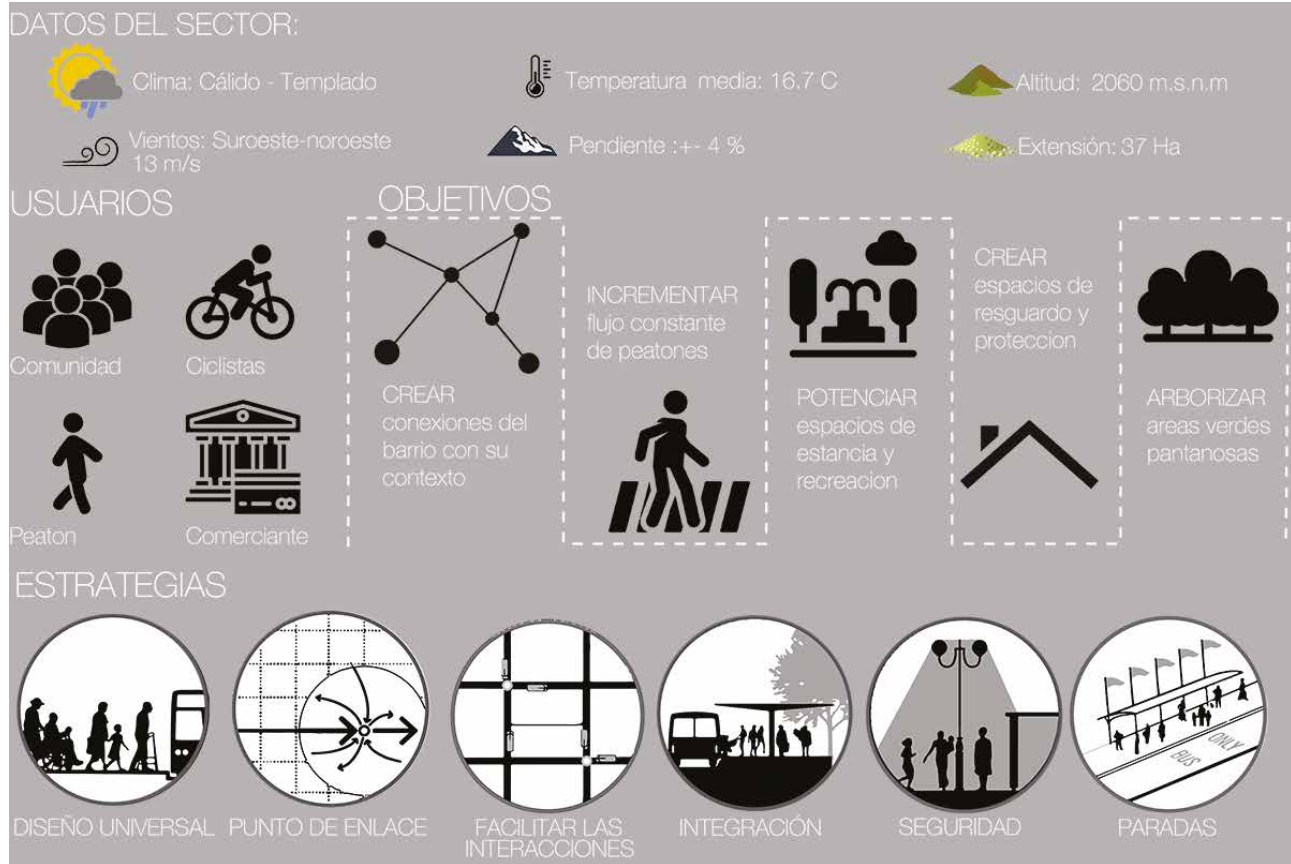 DATOS DEL SECTOR:
Clima: Cálido - Templado
Temperatura media: 16.7 C
Altitud: 2060 m.s.n.m
Vientos: Suroeste-noroeste
13 m/s
Pendiente :+- 4 %
Extensión: 37 Ha
USUARIOS
Comunidad
Ciclistas
Peaton
Comerciante
OBJETIVOS
CREAR
conexiones del
barrio con su
contexto
INCREMENTAR
flujo constante
de peatones
POTENCIAR
espacios de
estancia y
recreacion
CREAR
espacios de
resguardo y
proteccion
ARBORIZAR
areas verdes
pantanosas
ESTRATEGIAS
DISEÑO UNIVERSAL
PUNTO DE ENLACE
FACILITAR LAS
INTERACCIONES
INTEGRACIÓN
SEGURIDAD
ONLY
BUS
PARADAS